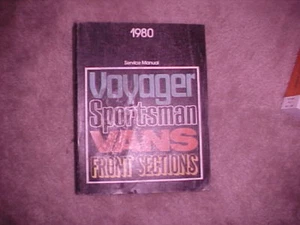 1980
Service Manual
Voyager
Sportsman
VANS
FRONT SECTIONS